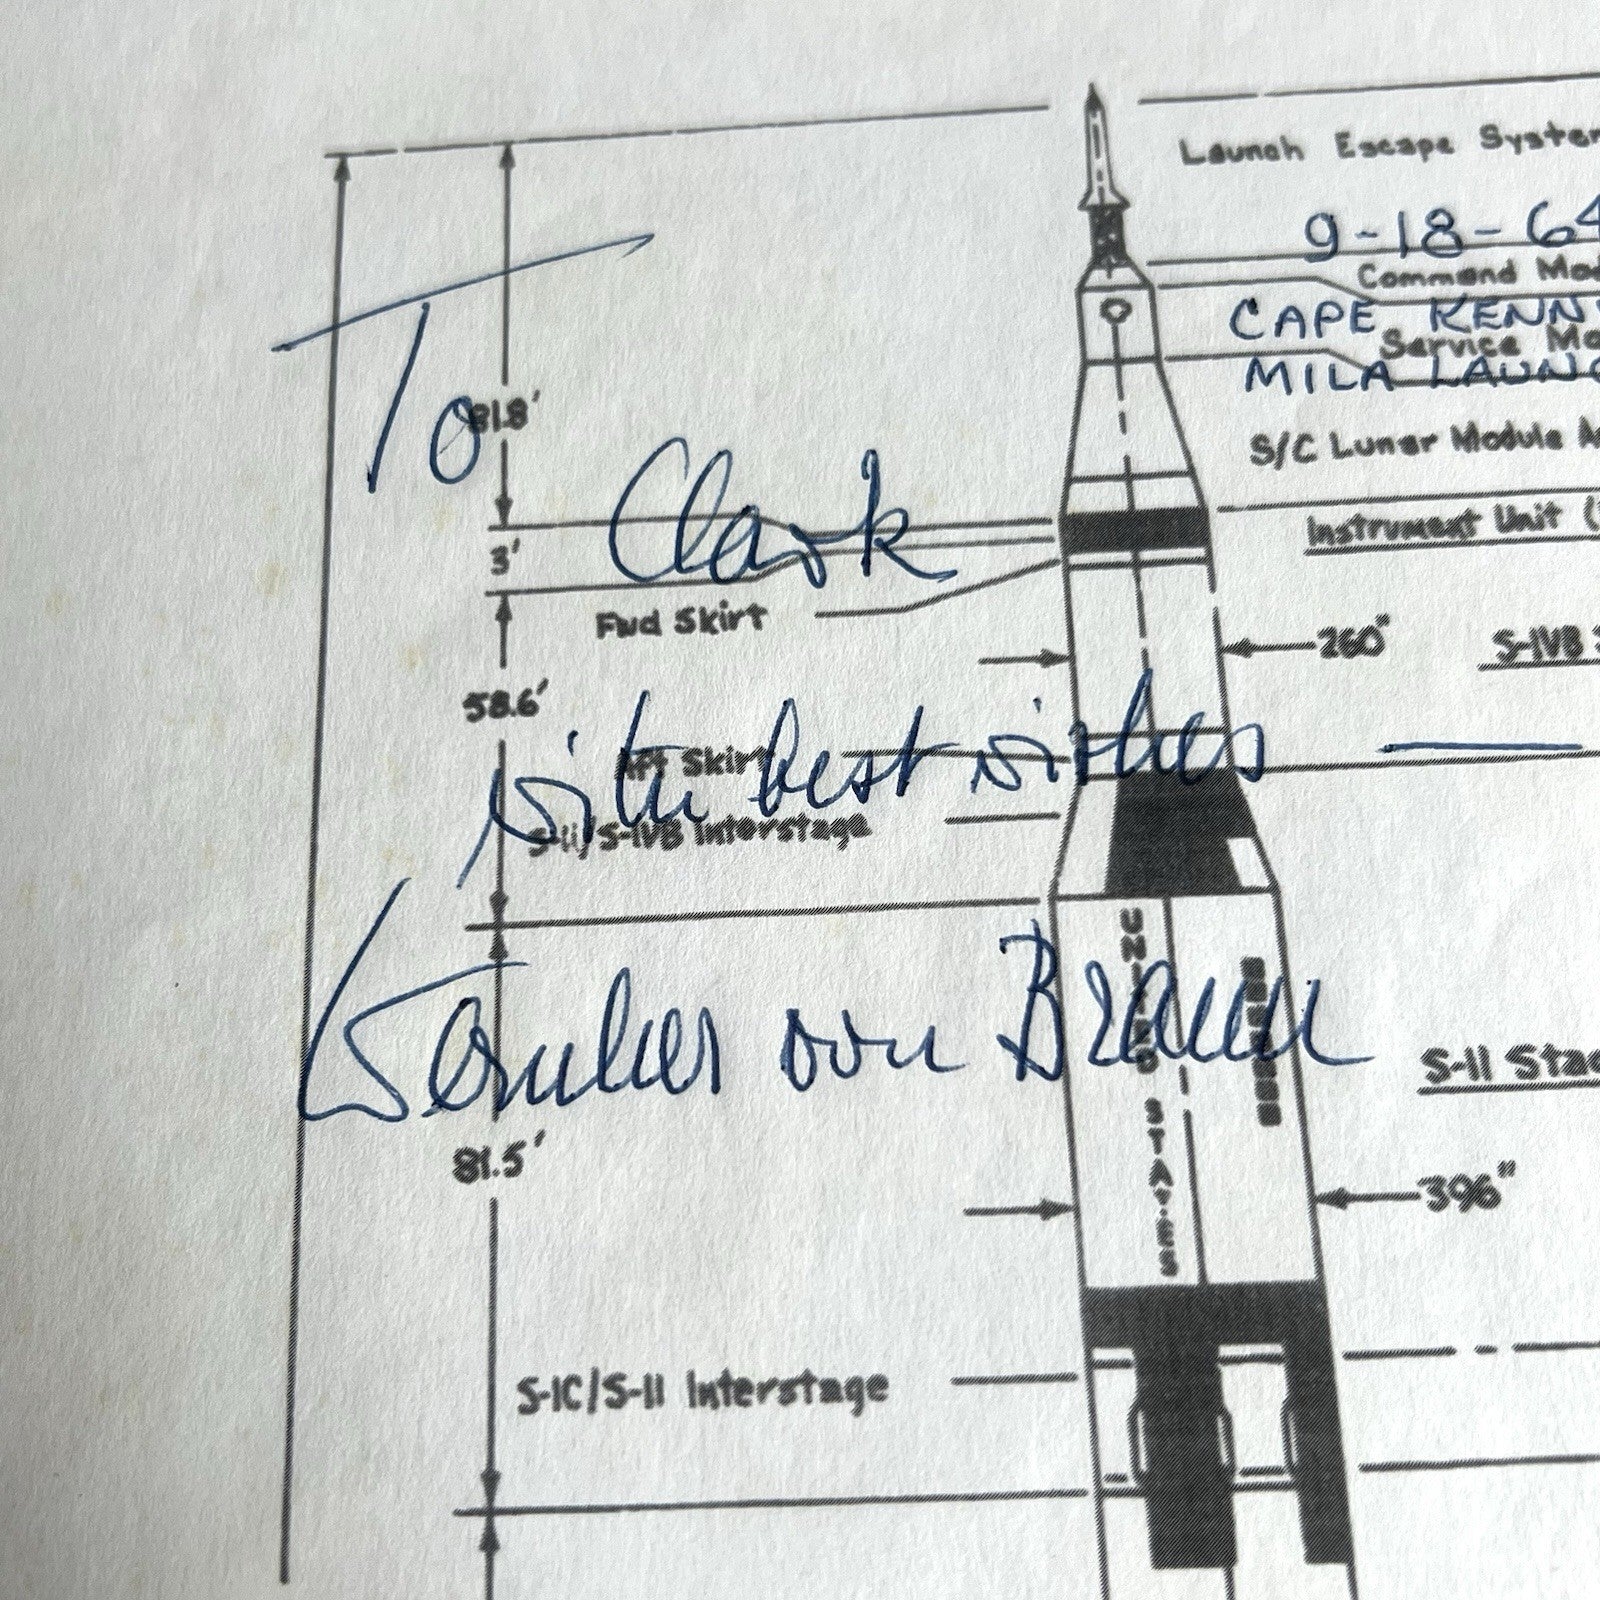 Launch Escape System
9-18-64
Command Mod
CAPE KENN
Service Mo
MILA LAUNC
To
81.8'
S/C Lunar Module A
Clark
Instrument Unit (
3'
Fwd Skirt
260"
S-IVB
58.6'
with best wishes
Aft Skirt
S-II/S-IVB Interstage
UNITED STATES
Wernher von Braun
S-II Sta
81.5'
396"
S-IC/S-II Interstage